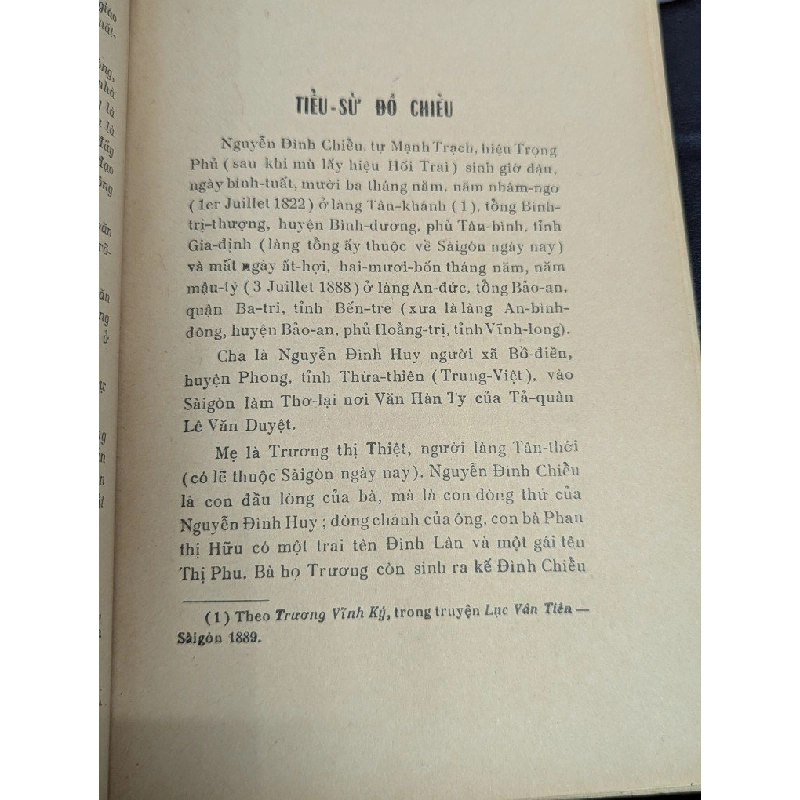 TIỀU-SỬ ĐỒ CHIỀU
Nguyễn Đình Chiều, tự Mạnh Trạch, hiệu Trọng
Phủ (sau khi mù lấy hiệu Hối Trai) sinh giờ dần,
ngày bính-tuất, mười ba tháng năm, năm nhâm-ngọ
(1er Juillet 1822) ở làng Tân-khánh (1), tồng Bình-
trị-thượng, huyện Bình-dương, phủ Tân-bình, tỉnh
Gia-định (làng tồng ấy thuộc về Sàigòn ngày nay)
và mất ngày ất-hợi, hai-mươi-bốn tháng năm, năm
mậu-tý (3 Juillet 1888) ở làng An-đức, tồng Bảo-an,
quận Ba-tri, tỉnh Bến-tre (xưa là làng An-bình-
đông, huyện Bảo-an, phủ Hoằng-trị, tỉnh Vĩnh-long).
Cha là Nguyễn Đình Huy người xã Bồ-điền,
huyện Phong, tỉnh Thừa-thiên (Trung-Việt), vào
Sàigòn làm Thơ-lại nơi Văn Hàn Ty của Tả-quân
Lê Văn Duyệt.
Mẹ là Trương thị Thiệt, người làng Tân-thới
(có lẽ thuộc Sàigòn ngày nay). Nguyễn Đình Chiều
là con đầu lòng của bà, mà là con dòng thứ của
Nguyễn Đình Huy ; dòng chánh của ông, con bà Phan
thị Hữu có một trai tên Đình Lân và một gái tên
Thị Phu. Bà họ Trương còn sinh ra kế Đình Chiều
(1) Theo Trương Vĩnh Ký, trong truyện Lục Vân Tiên —
Sàigòn 1889.